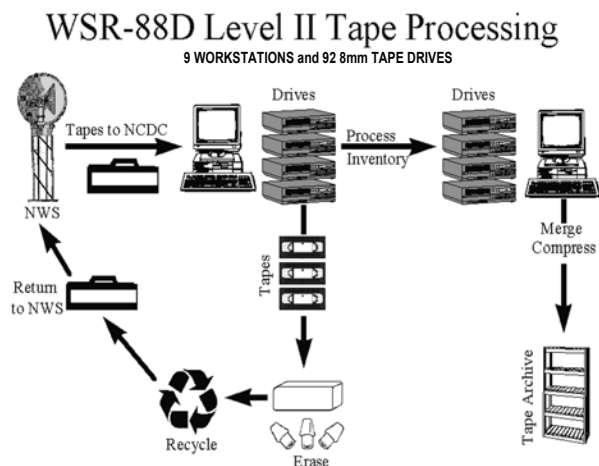 WSR-88D Level II Tape Processing
9 WORKSTATIONS and 92 8mm TAPE DRIVES
Drives
Drives
Tapes to NCDC
Process
Inventory
NWS
Merge
Compress
Tapes
Return
to NWS
Tape Archive
Recycle
Erase